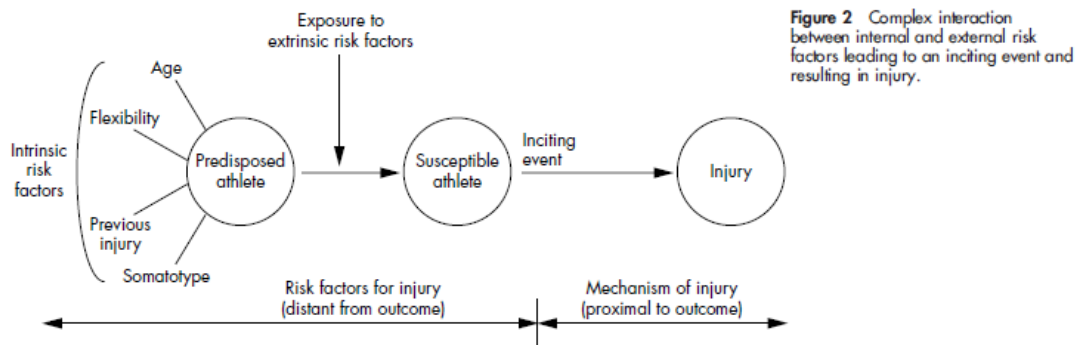 Exposure to
extrinsic risk factors
Figure 2 Complex interaction
between internal and external risk
factors leading to an inciting event and
resulting in injury.
Age
Flexibility
Intrinsic
risk
factors
Previous
injury
Somatotype
Predisposed
athlete
Susceptible
athlete
Inciting
event
Injury
Risk factors for injury
(distant from outcome)
Mechanism of injury
(proximal to outcome)